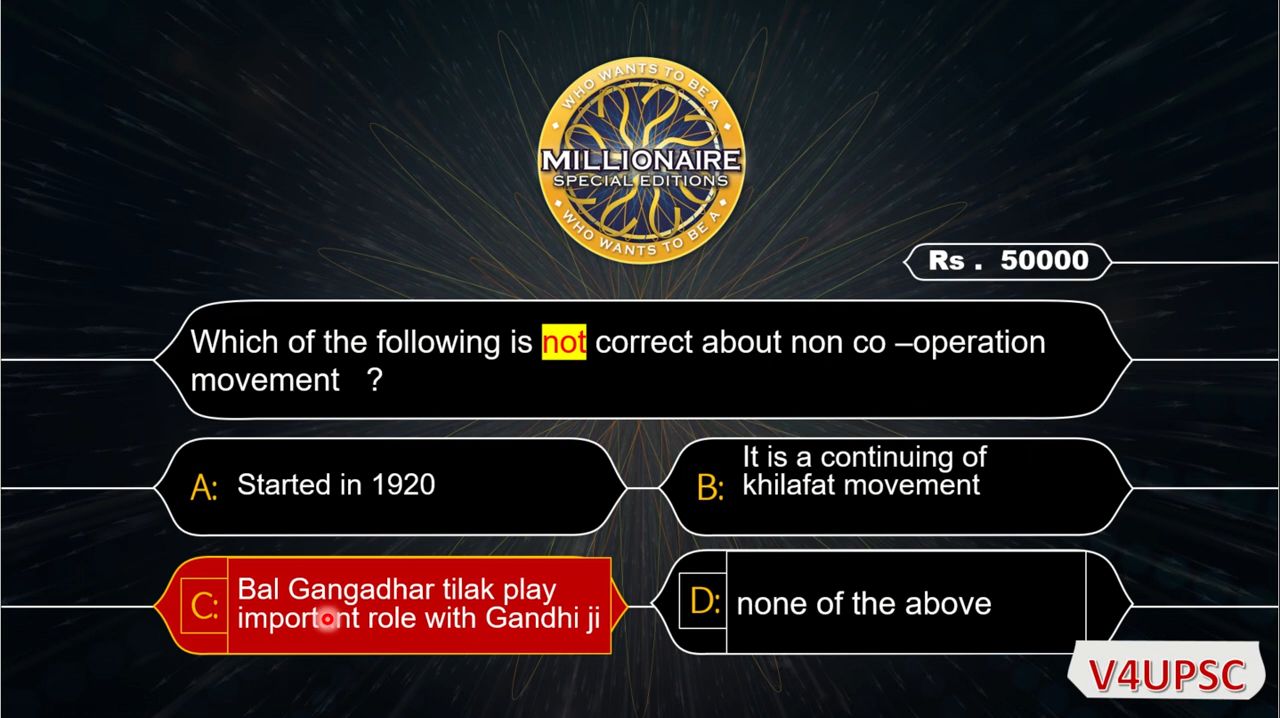 WHO WANTS TO BE A
MILLIONAIRE
SPECIAL EDITIONS
WHO WANTS TO BE A
Rs . 50000
Which of the following is not correct about non co –operation
movement ?
A: Started in 1920
B: It is a continuing of
khilafat movement
C: Bal Gangadhar tilak play
important role with Gandhi ji
D: none of the above
V4UPSC